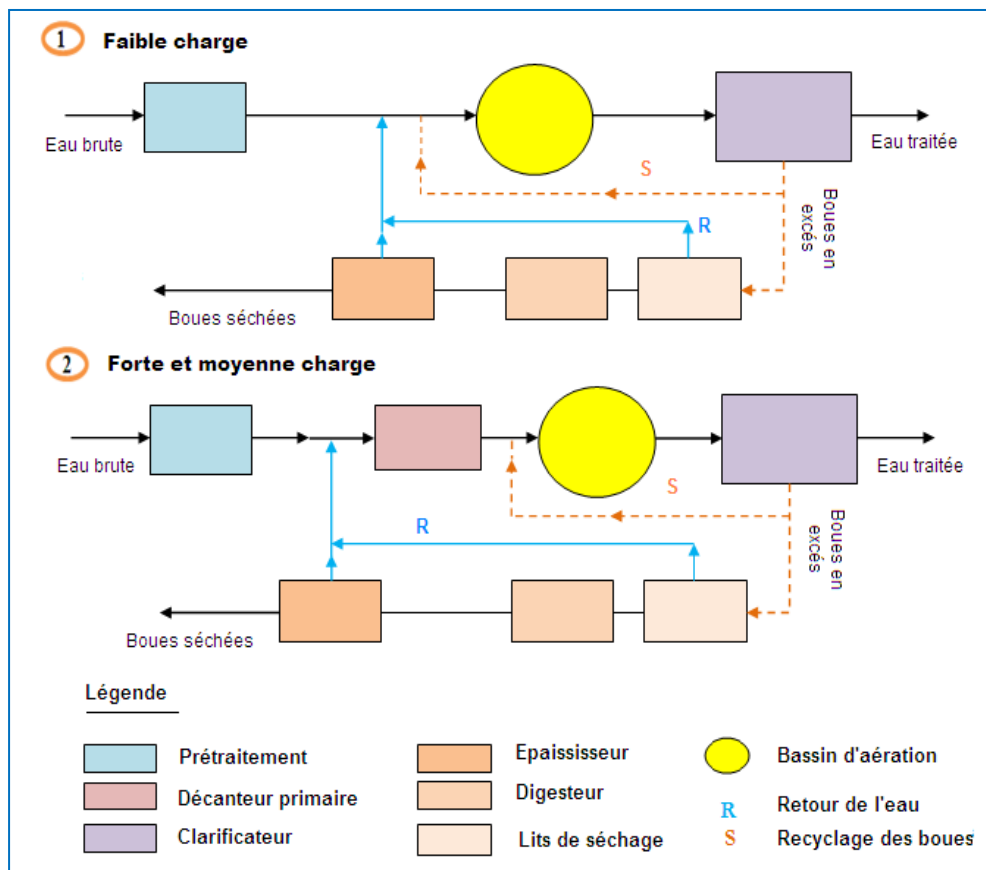 1 Faible charge
Eau brute
Eau traitée
S
Boues en
excés
R
Boues séchées
2 Forte et moyenne charge
Eau brute
Eau traitée
S
Boues en
excés
R
Boues séchées
Légende
Prétraitement
Epaississeur
Bassin d'aération
Décanteur primaire
Digesteur
R Retour de l'eau
Clarificateur
Lits de séchage
S Recyclage des boues